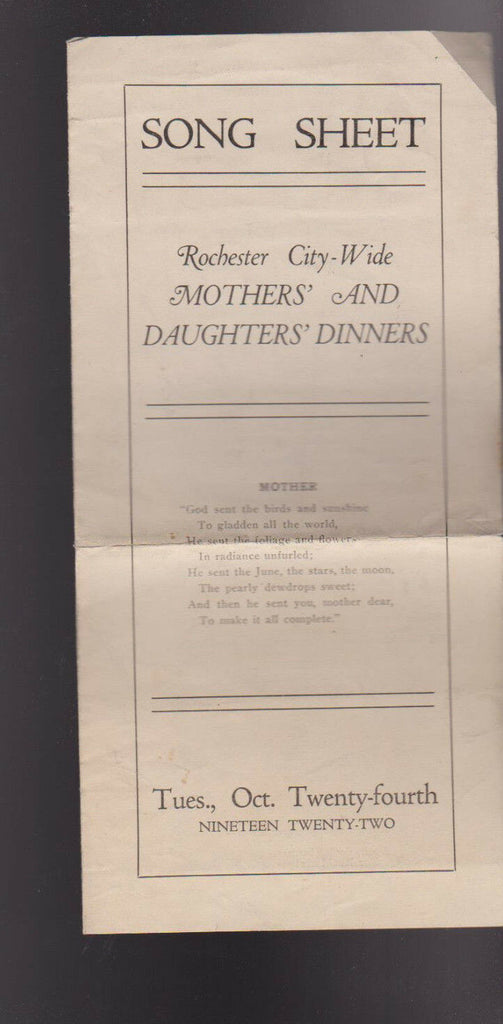 SONG SHEET
Rochester City-Wide
MOTHERS' AND
DAUGHTERS' DINNERS
MOTHER
"God sent the birds and sunshine
To gladden all the world,
He sent the foliage and flowers
In radiance unfurled;
He sent the June, the stars, the moon,
The pearly dewdrops sweet;
And then he sent you, mother dear,
To make it all complete."
Tues., Oct. Twenty-fourth
NINETEEN TWENTY-TWO